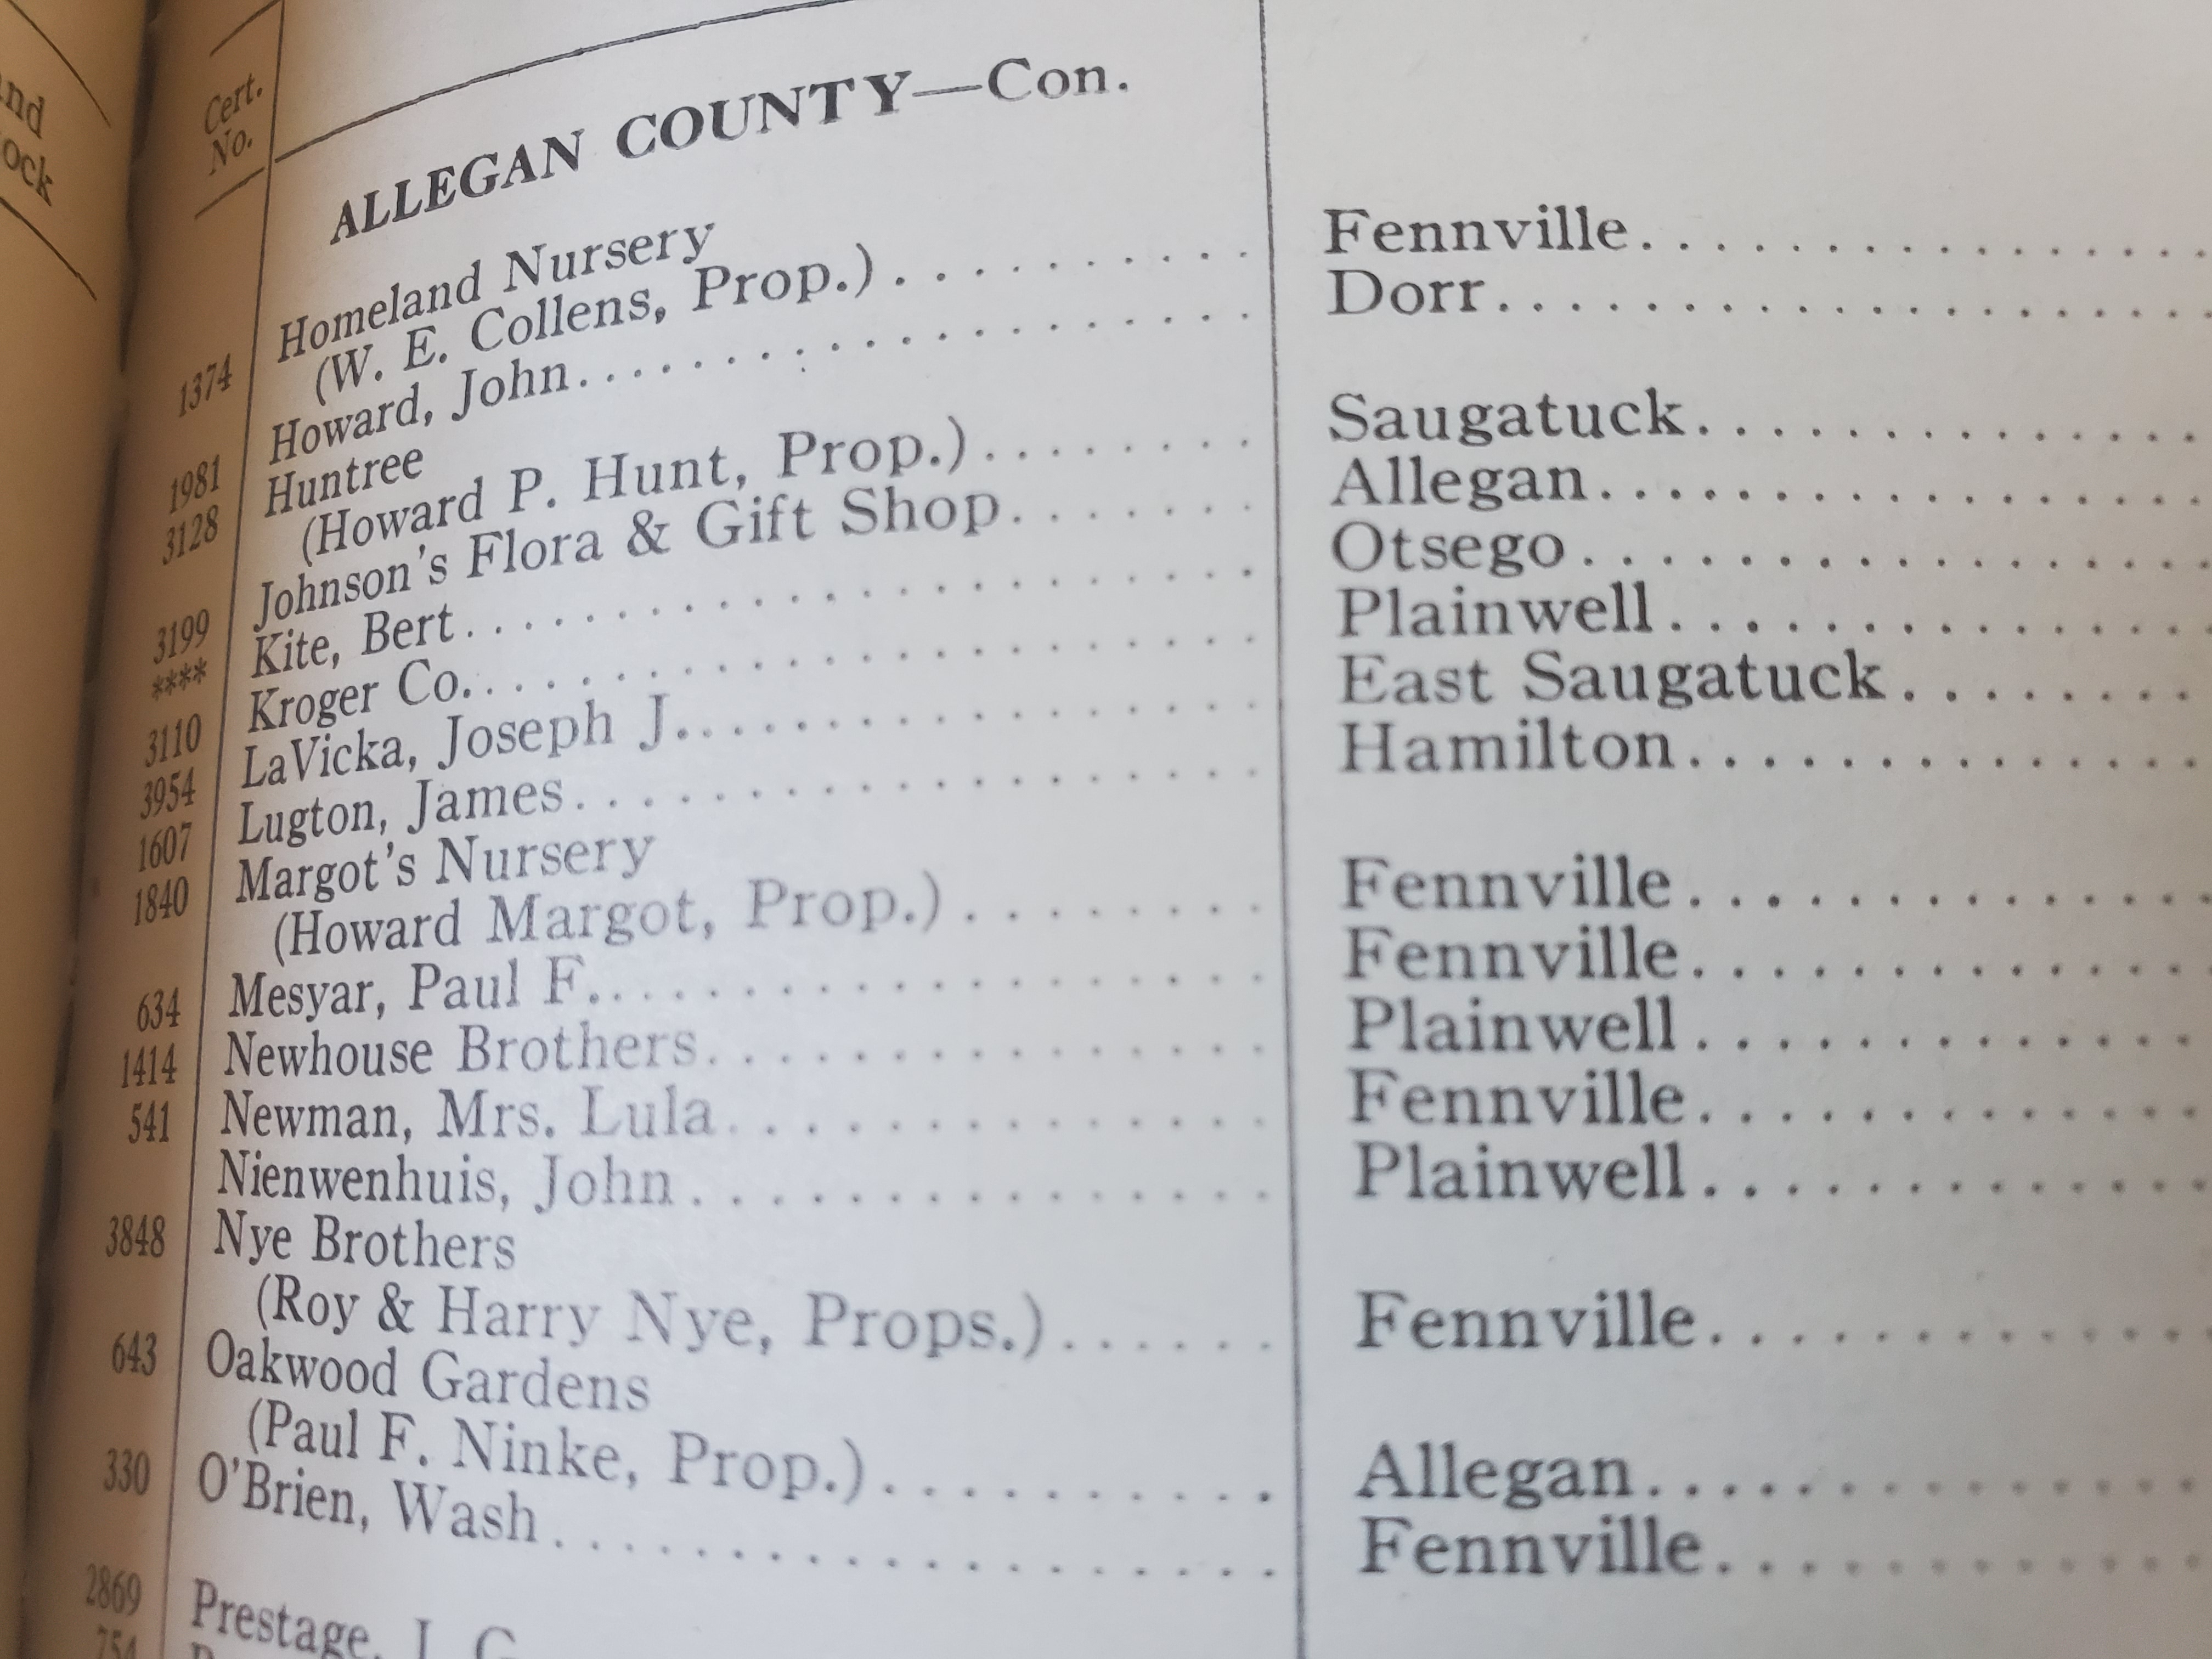 nd
ock
Cert.
No.
ALLEGAN COUNTY—Con.
1374 Homeland Nursery
(W. E. Collens, Prop.).......... Fennville..........
1981 Howard, John.......... Dorr..........
3128 Huntree
(Howard P. Hunt, Prop.).......... Saugatuck..........
3199 Johnson's Flora & Gift Shop.......... Allegan..........
**** Kite, Bert.......... Otsego..........
3110 Kroger Co........... Plainwell..........
3954 LaVicka, Joseph J........... East Saugatuck..........
1607 Lugton, James.......... Hamilton..........
1840 Margot's Nursery
(Howard Margot, Prop.).......... Fennville..........
634 Mesyar, Paul F........... Fennville..........
1414 Newhouse Brothers.......... Plainwell..........
541 Newman, Mrs. Lula.......... Fennville..........
Nienwenhuis, John.......... Plainwell..........
3848 Nye Brothers
(Roy & Harry Nye, Props.)...... Fennville..........
643 Oakwood Gardens
(Paul F. Ninke, Prop.).......... Allegan..........
330 O'Brien, Wash.......... Fennville..........
2869 Prestage, J. G.
754